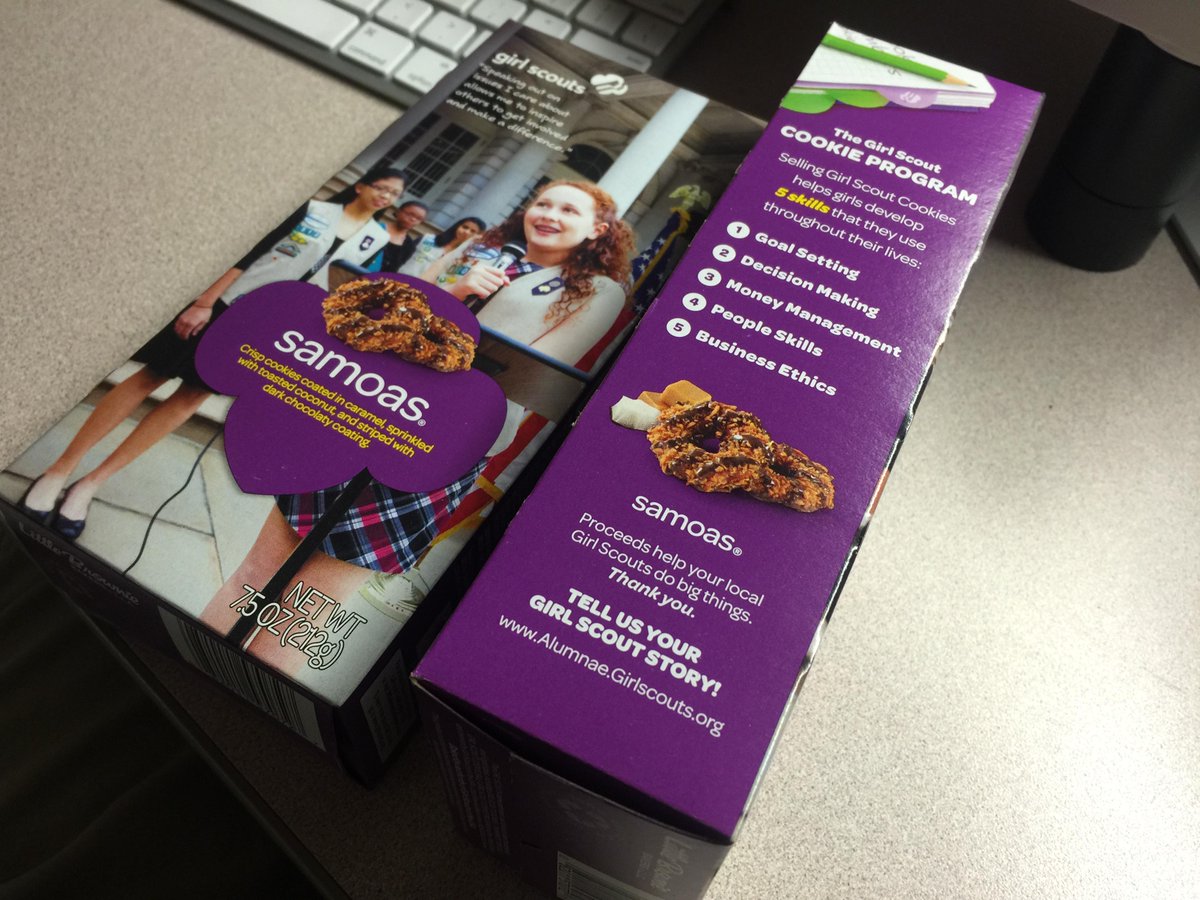 command
option
girl scouts
"Speaking out on
issues I care about
allows me to inspire
others to get involved
and make a difference."
samoas®
Crisp cookies coated in caramel, sprinkled
with toasted coconut, and striped with
dark chocolaty coating.
NET WT
7.5 OZ (212g)
Little Brownie
The Girl Scout
COOKIE PROGRAM
Selling Girl Scout Cookies
helps girls develop
5 skills that they use
throughout their lives:
1 Goal Setting
2 Decision Making
3 Money Management
4 People Skills
5 Business Ethics
samoas®
Proceeds help your local
Girl Scouts do big things.
Thank you.
TELL US YOUR
GIRL SCOUT STORY!
www.Alumnae.Girlscouts.org